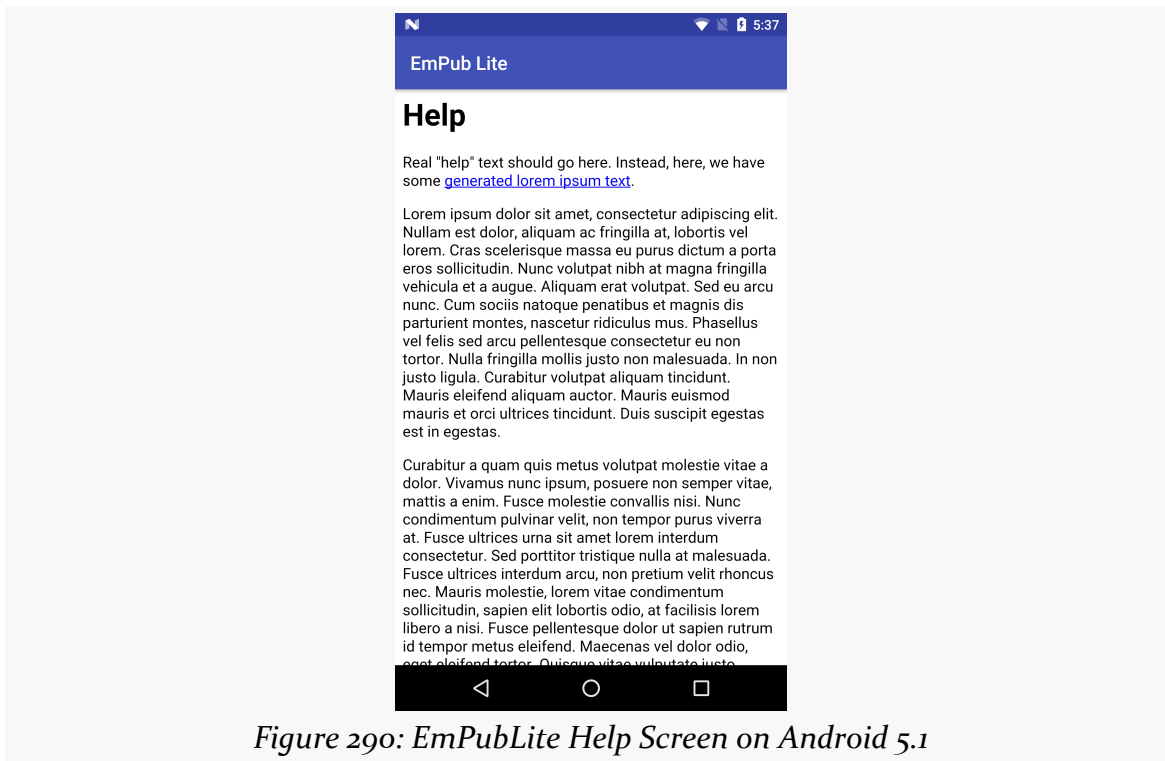 5:37
EmPub Lite
Help
Real "help" text should go here. Instead, here, we have
some generated lorem ipsum text.
Lorem ipsum dolor sit amet, consectetur adipiscing elit.
Nullam est dolor, aliquam ac fringilla at, lobortis vel
lorem. Cras scelerisque massa eu purus dictum a porta
eros sollicitudin. Nunc volutpat nibh at magna fringilla
vehicula et a augue. Aliquam erat volutpat. Sed eu arcu
nunc. Cum sociis natoque penatibus et magnis dis
parturient montes, nascetur ridiculus mus. Phasellus
vel felis sed arcu pellentesque consectetur eu non
tortor. Nulla fringilla mollis justo non malesuada. In non
justo ligula. Curabitur volutpat aliquam tincidunt.
Mauris eleifend aliquam auctor. Mauris euismod
mauris et orci ultrices tincidunt. Duis suscipit egestas
est in egestas.
Curabitur a quam quis metus volutpat molestie vitae a
dolor. Vivamus nunc ipsum, posuere non semper vitae,
mattis a enim. Fusce molestie convallis nisi. Nunc
condimentum pulvinar velit, non tempor purus viverra
at. Fusce ultrices urna sit amet lorem interdum
consectetur. Sed porttitor tristique nulla at malesuada.
Fusce ultrices interdum arcu, non pretium velit rhoncus
nec. Mauris molestie, lorem vitae condimentum
sollicitudin, sapien elit lobortis odio, at facilisis lorem
libero a nisi. Fusce pellentesque dolor ut sapien rutrum
id tempor metus eleifend. Maecenas vel dolor odio,
eget eleifend tortor. Quisque vitae vulputate justo
Figure 290: EmPubLite Help Screen on Android 5.1